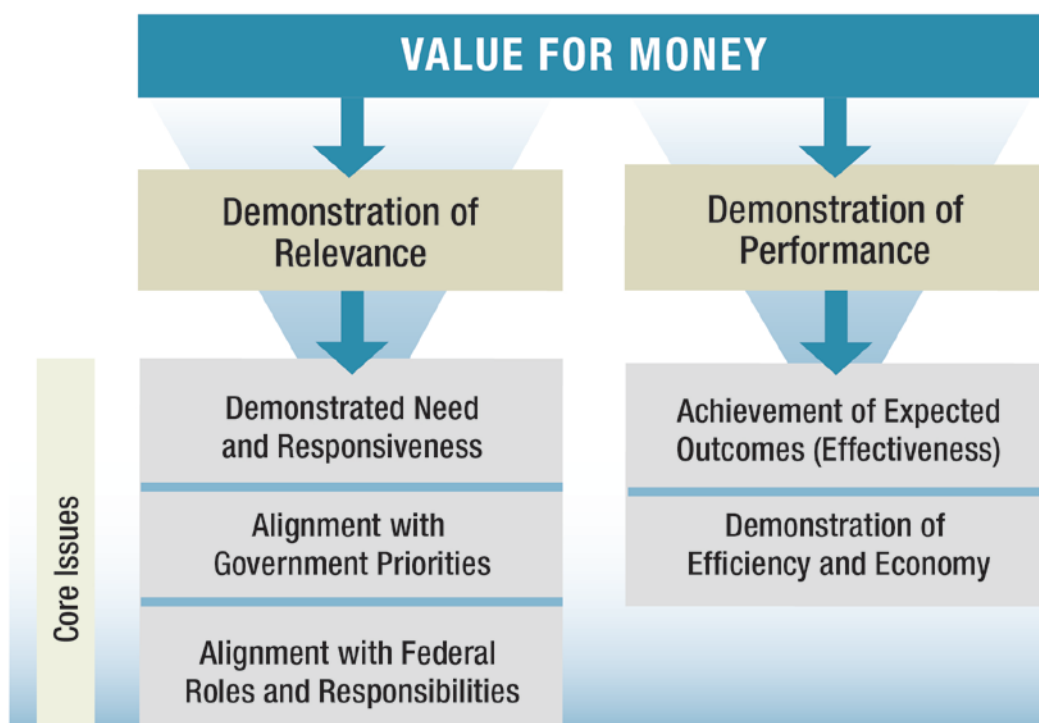 VALUE FOR MONEY
Demonstration of
Relevance
Demonstration of
Performance
Core Issues
Demonstrated Need
and Responsiveness
Alignment with
Government Priorities
Alignment with Federal
Roles and Responsibilities
Achievement of Expected
Outcomes (Effectiveness)
Demonstration of
Efficiency and Economy